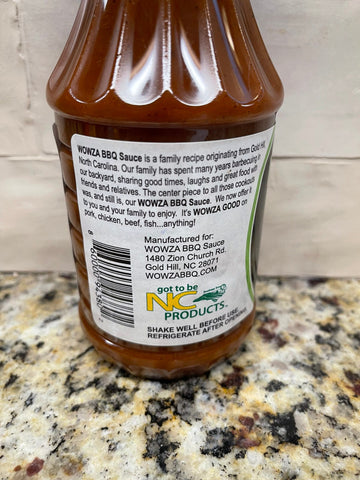 WOWZA BBQ Sauce is a family recipe originating from Gold Hill,
North Carolina. Our family has spent many years barbecuing in
our backyard, sharing good times, laughs and great food with
friends and relatives. The center piece to all those cookouts
was, and still is, our WOWZA BBQ Sauce. We now offer it
to you and your family to enjoy. It's WOWZA GOOD on
pork, chicken, beef, fish...anything!
Manufactured for:
WOWZA BBQ Sauce
1480 Zion Church Rd.
Gold Hill, NC 28071
WOWZABBQ.COM
got to be
NC
PRODUCTS
SHAKE WELL BEFORE USE
REFRIGERATE AFTER OPENING